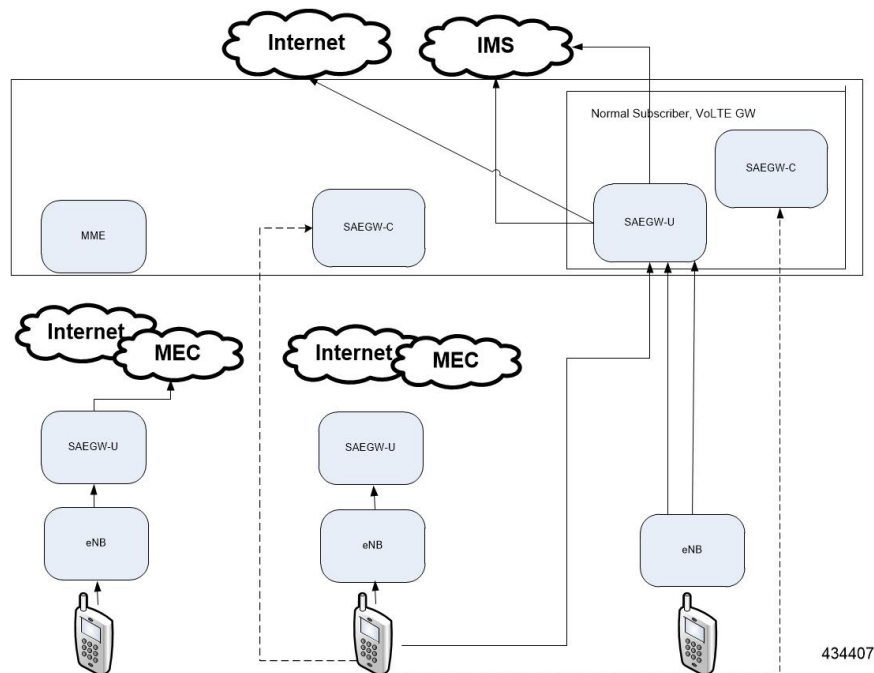 Internet
IMS
Normal Subscriber, VoLTE GW
SAEGW-C
MME
SAEGW-C
SAEGW-U
Internet
MEC
Internet
MEC
SAEGW-U
SAEGW-U
eNB
eNB
eNB
434407